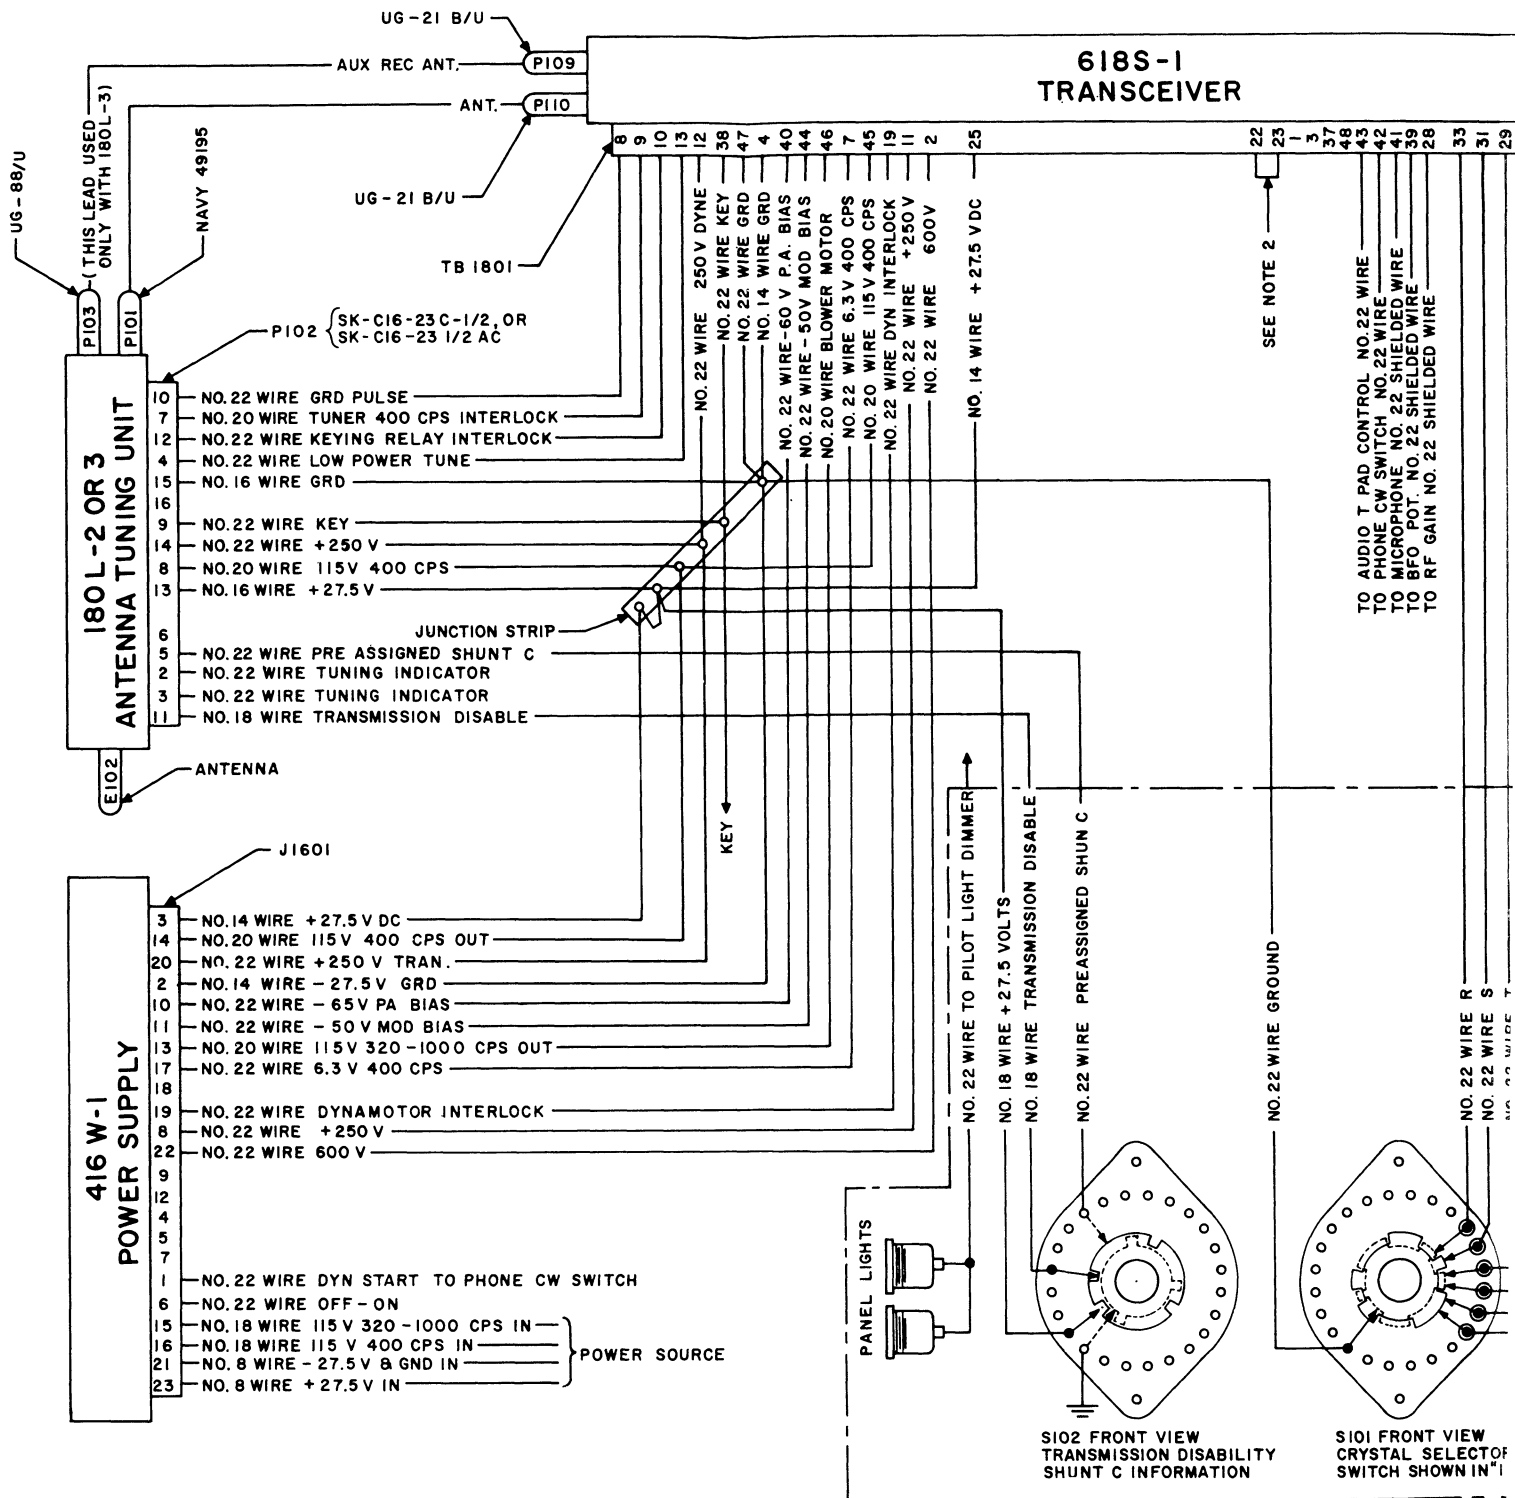 UG-21 B/U
AUX REC ANT.
P109
618S-1
TRANSCEIVER
ANT.
P110
UG-21 B/U
TB 1801
8 9 10 13 12 38 47 4 40 44 46 7 45 19 11 2 25 22 23 1 3 37 48 43 42 41 39 28 33 31 29
UG-88/U
(THIS LEAD USED
ONLY WITH 180L-3)
NAVY 49195
P103
P101
P102
SK-C16-23C-1/2, OR
SK-C16-23 1/2 AC
NO. 22 WIRE 250 V DYNE
NO. 22 WIRE KEY
NO. 22 WIRE GRD
NO. 14 WIRE GRD
NO. 22 WIRE-60 V P.A. BIAS
NO. 22 WIRE-50V MOD BIAS
NO. 20 WIRE BLOWER MOTOR
NO. 22 WIRE 6.3 V 400 CPS
NO. 20 WIRE 115 V 400 CPS
NO. 22 WIRE DYN INTERLOCK
NO. 22 WIRE +250V
NO. 22 WIRE 600V
NO. 14 WIRE +27.5 VDC
SEE NOTE 2
TO AUDIO T PAD CONTROL NO. 22 WIRE
TO PHONE CW SWITCH NO. 22 WIRE
TO MICROPHONE NO. 22 SHIELDED WIRE
TO BFO POT. NO. 22 SHIELDED WIRE
TO RF GAIN NO. 22 SHIELDED WIRE
180L-2 OR 3
ANTENNA TUNING UNIT
10 NO. 22 WIRE GRD PULSE
7 NO. 20 WIRE TUNER 400 CPS INTERLOCK
12 NO. 22 WIRE KEYING RELAY INTERLOCK
4 NO. 22 WIRE LOW POWER TUNE
15 NO. 16 WIRE GRD
16
9 NO. 22 WIRE KEY
14 NO. 22 WIRE +250 V
8 NO. 20 WIRE 115V 400 CPS
13 NO. 16 WIRE +27.5 V
JUNCTION STRIP
6
5 NO. 22 WIRE PRE ASSIGNED SHUNT C
2 NO. 22 WIRE TUNING INDICATOR
3 NO. 22 WIRE TUNING INDICATOR
11 NO. 18 WIRE TRANSMISSION DISABLE
E102
ANTENNA
KEY
J1601
416 W-1
POWER SUPPLY
3 NO. 14 WIRE +27.5 V DC
14 NO. 20 WIRE 115 V 400 CPS OUT
20 NO. 22 WIRE +250 V TRAN.
2 NO. 14 WIRE -27.5 V GRD
10 NO. 22 WIRE -65V PA BIAS
11 NO. 22 WIRE -50 V MOD BIAS
13 NO. 20 WIRE 115V 320-1000 CPS OUT
17 NO. 22 WIRE 6.3 V 400 CPS
18
19 NO. 22 WIRE DYNAMOTOR INTERLOCK
8 NO. 22 WIRE +250 V
22 NO. 22 WIRE 600 V
9
12
4
5
7
1 NO. 22 WIRE DYN START TO PHONE CW SWITCH
6 NO. 22 WIRE OFF-ON
15 NO. 18 WIRE 115V 320-1000 CPS IN
16 NO. 18 WIRE 115 V 400 CPS IN
21 NO. 8 WIRE -27.5 V & GND IN
23 NO. 8 WIRE +27.5 V IN
POWER SOURCE
NO. 22 WIRE TO PILOT LIGHT DIMMER
NO. 18 WIRE +27.5 VOLTS
NO. 18 WIRE TRANSMISSION DISABLE
NO. 22 WIRE PREASSIGNED SHUN C
NO. 22 WIRE GROUND
NO. 22 WIRE R
NO. 22 WIRE S
PANEL LIGHTS
S102 FRONT VIEW
TRANSMISSION DISABILITY
SHUNT C INFORMATION
S101 FRONT VIEW
CRYSTAL SELECTOR
SWITCH SHOWN IN "1